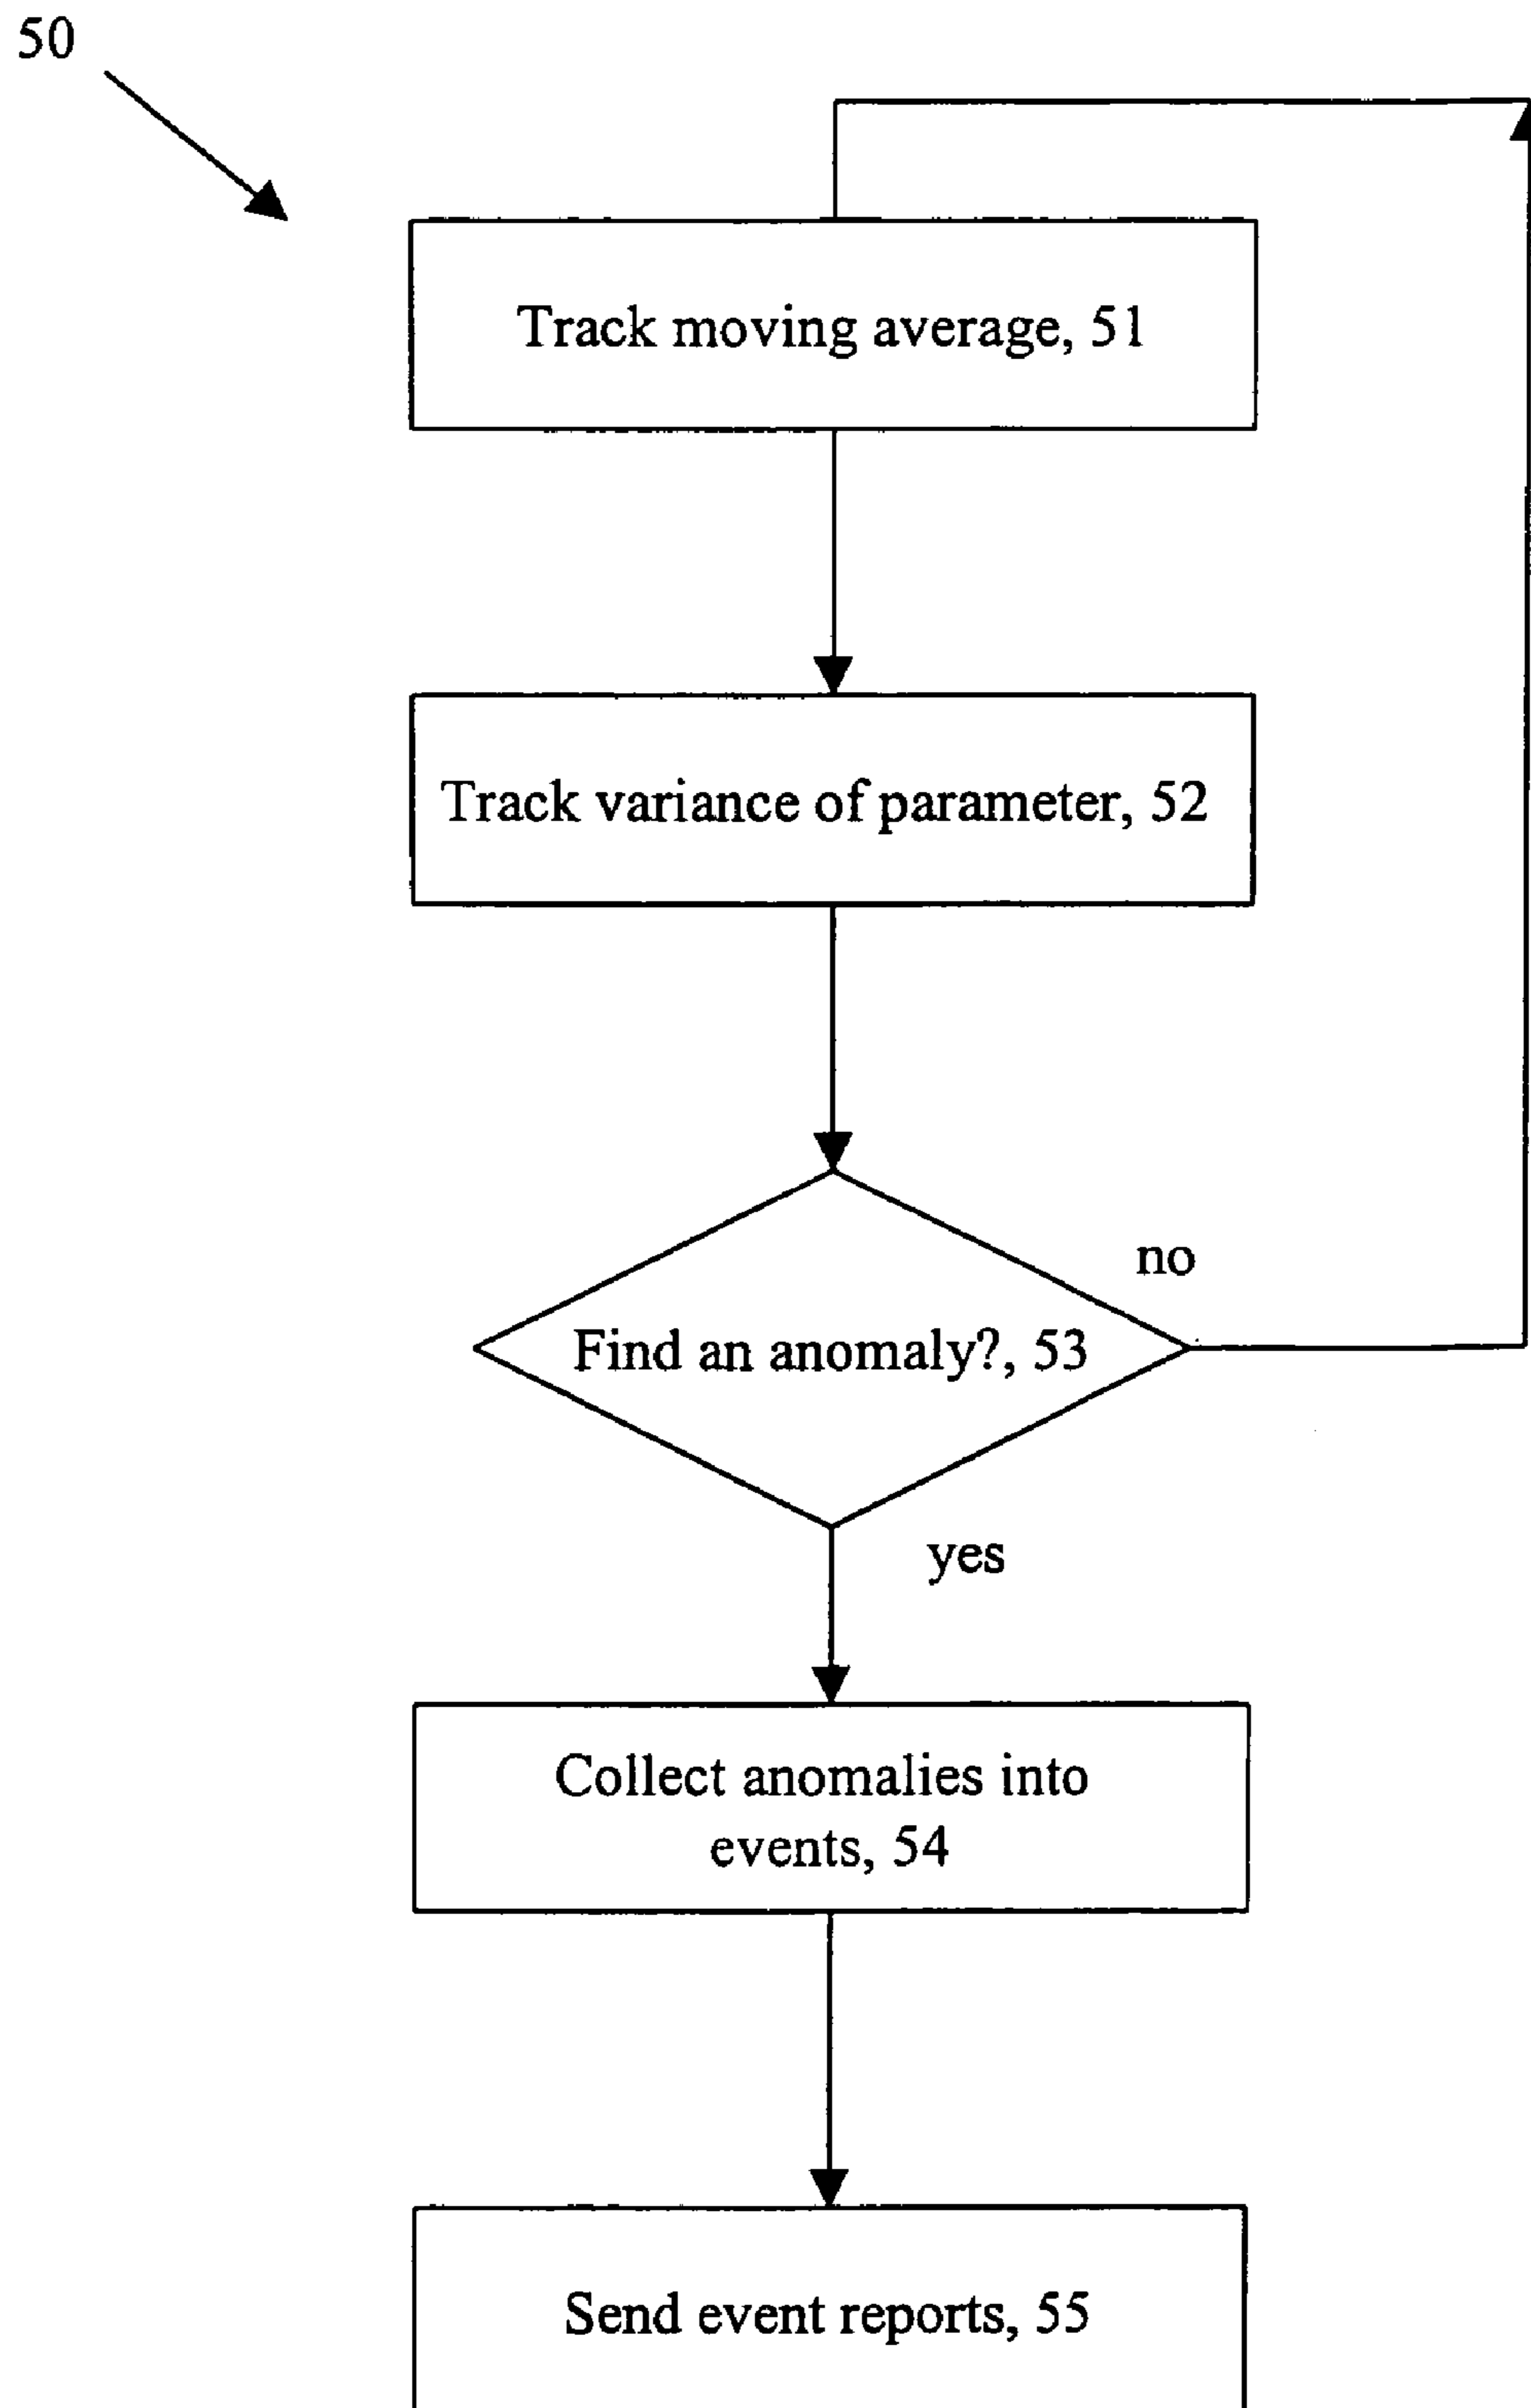 50
Track moving average, 51
Track variance of parameter, 52
no
Find an anomaly?, 53
yes
Collect anomalies into
events, 54
Send event reports, 55